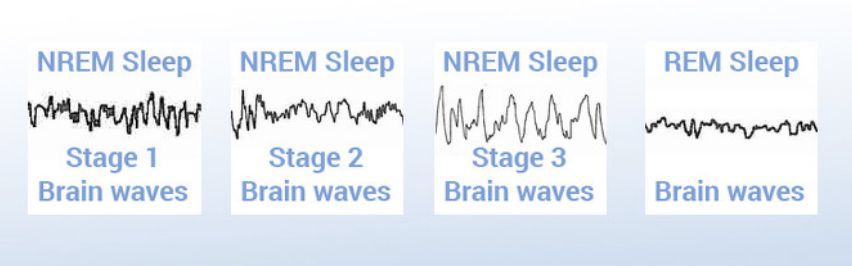 NREM Sleep
Stage 1
Brain waves
NREM Sleep
Stage 2
Brain waves
NREM Sleep
Stage 3
Brain waves
REM Sleep
Brain waves